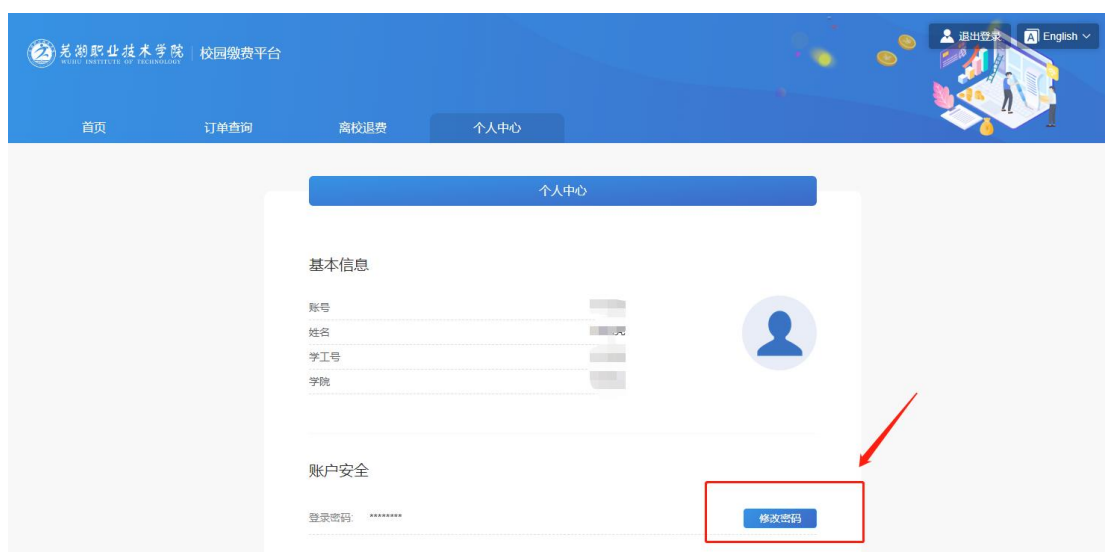 芜湖职业技术学院 校园缴费平台
WUHU INSTITUTE OF TECHNOLOGY
退出登录 English
首页 订单查询 离校退费 个人中心
个人中心
基本信息
账号
姓名
学工号
学院
账户安全
登录密码: ********
修改密码